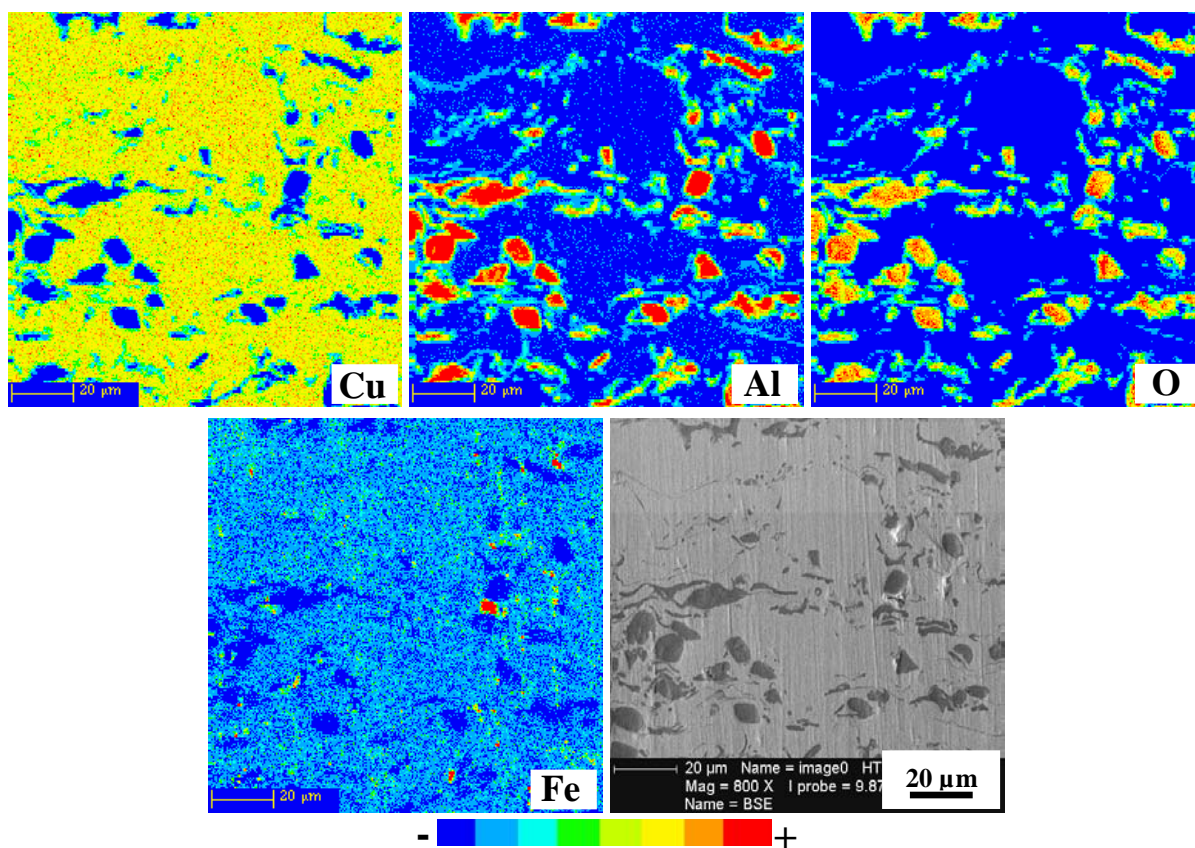 20 µm
Cu
20 µm
Al
20 µm
O
20 µm
Fe
20 µm Name = image0 HT
Mag = 800 X I probe = 9.87
Name = BSE
20 µm
- +